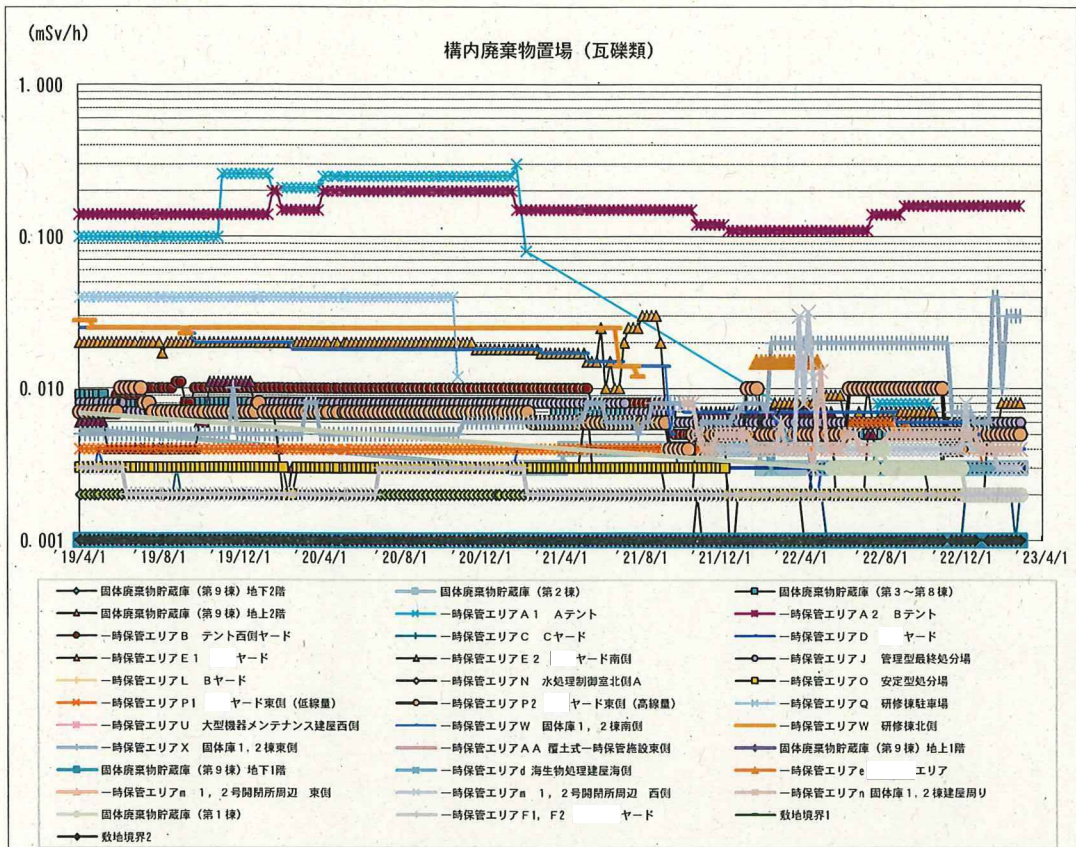 (mSv/h)
構内廃棄物置場（瓦礫類）
1.000
0.100
0.010
0.001
'19/4/1 '19/8/1 '19/12/1 '20/4/1 '20/8/1 '20/12/1 '21/4/1 '21/8/1 '21/12/1 '22/4/1 '22/8/1 '22/12/1 '23/4/1
固体廃棄物貯蔵庫（第9棟）地下2階 固体廃棄物貯蔵庫（第2棟） 固体廃棄物貯蔵庫（第3～第8棟）
固体廃棄物貯蔵庫（第9棟）地上2階 一時保管エリアA1 Aテント 一時保管エリアA2 Bテント
一時保管エリアB テント西側ヤード 一時保管エリアC Cヤード 一時保管エリアD ヤード
一時保管エリアE1 ヤード 一時保管エリアE2 ヤード南側 一時保管エリアJ 管理型最終処分場
一時保管エリアL Bヤード 一時保管エリアN 水処理制御室北側A 一時保管エリアO 安定型処分場
一時保管エリアP1 ヤード東側（低線量） 一時保管エリアP2 ヤード東側（高線量） 一時保管エリアQ 研修棟駐車場
一時保管エリアU 大型機器メンテナンス建屋西側 一時保管エリアW 固体庫1,2棟南側 一時保管エリアW 研修棟北側
一時保管エリアX 固体庫1,2棟東側 一時保管エリアAA 覆土式一時保管施設東側 固体廃棄物貯蔵庫（第9棟）地上1階
固体廃棄物貯蔵庫（第9棟）地下1階 一時保管エリアd 海生物処理建屋海側 一時保管エリアe エリア
一時保管エリアm 1，2号開閉所周辺 東側 一時保管エリアm 1，2号開閉所周辺 西側 一時保管エリアn 固体庫1,2棟建屋周り
固体廃棄物貯蔵庫（第1棟） 一時保管エリアF1，F2 ヤード 敷地境界1
敷地境界2